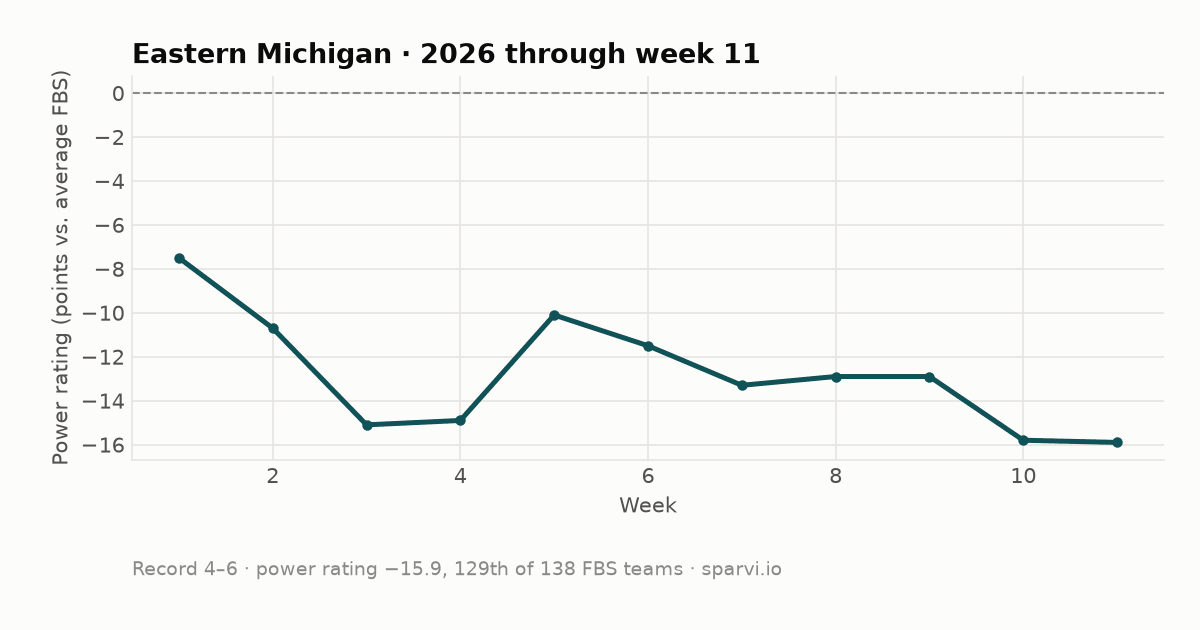 Eastern Michigan · 2026 through week 11
Power rating (points vs. average FBS)
0
−2
−4
−6
−8
−10
−12
−14
−16
2 4 6 8 10
Week
Record 4–6 · power rating −15.9, 129th of 138 FBS teams · sparvi.io